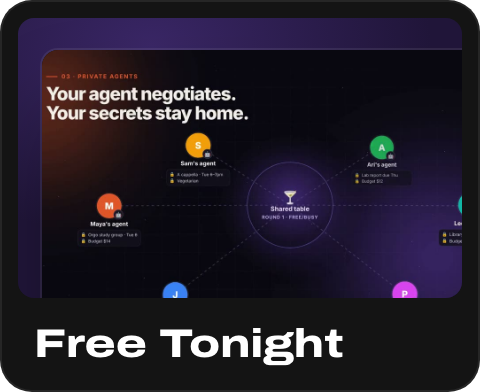 03 · PRIVATE AGENTS
Your agent negotiates.
Your secrets stay home.
S
Sam's agent
A cappella · Tue 6–9pm
Vegetarian
A
Ari's agent
Lab report due Thu
Budget $12
M
Maya's agent
Orgo study group · Tue 8
Budget $14
Shared table
ROUND 1 · FREE/BUSY
Budget
J
P
Free Tonight